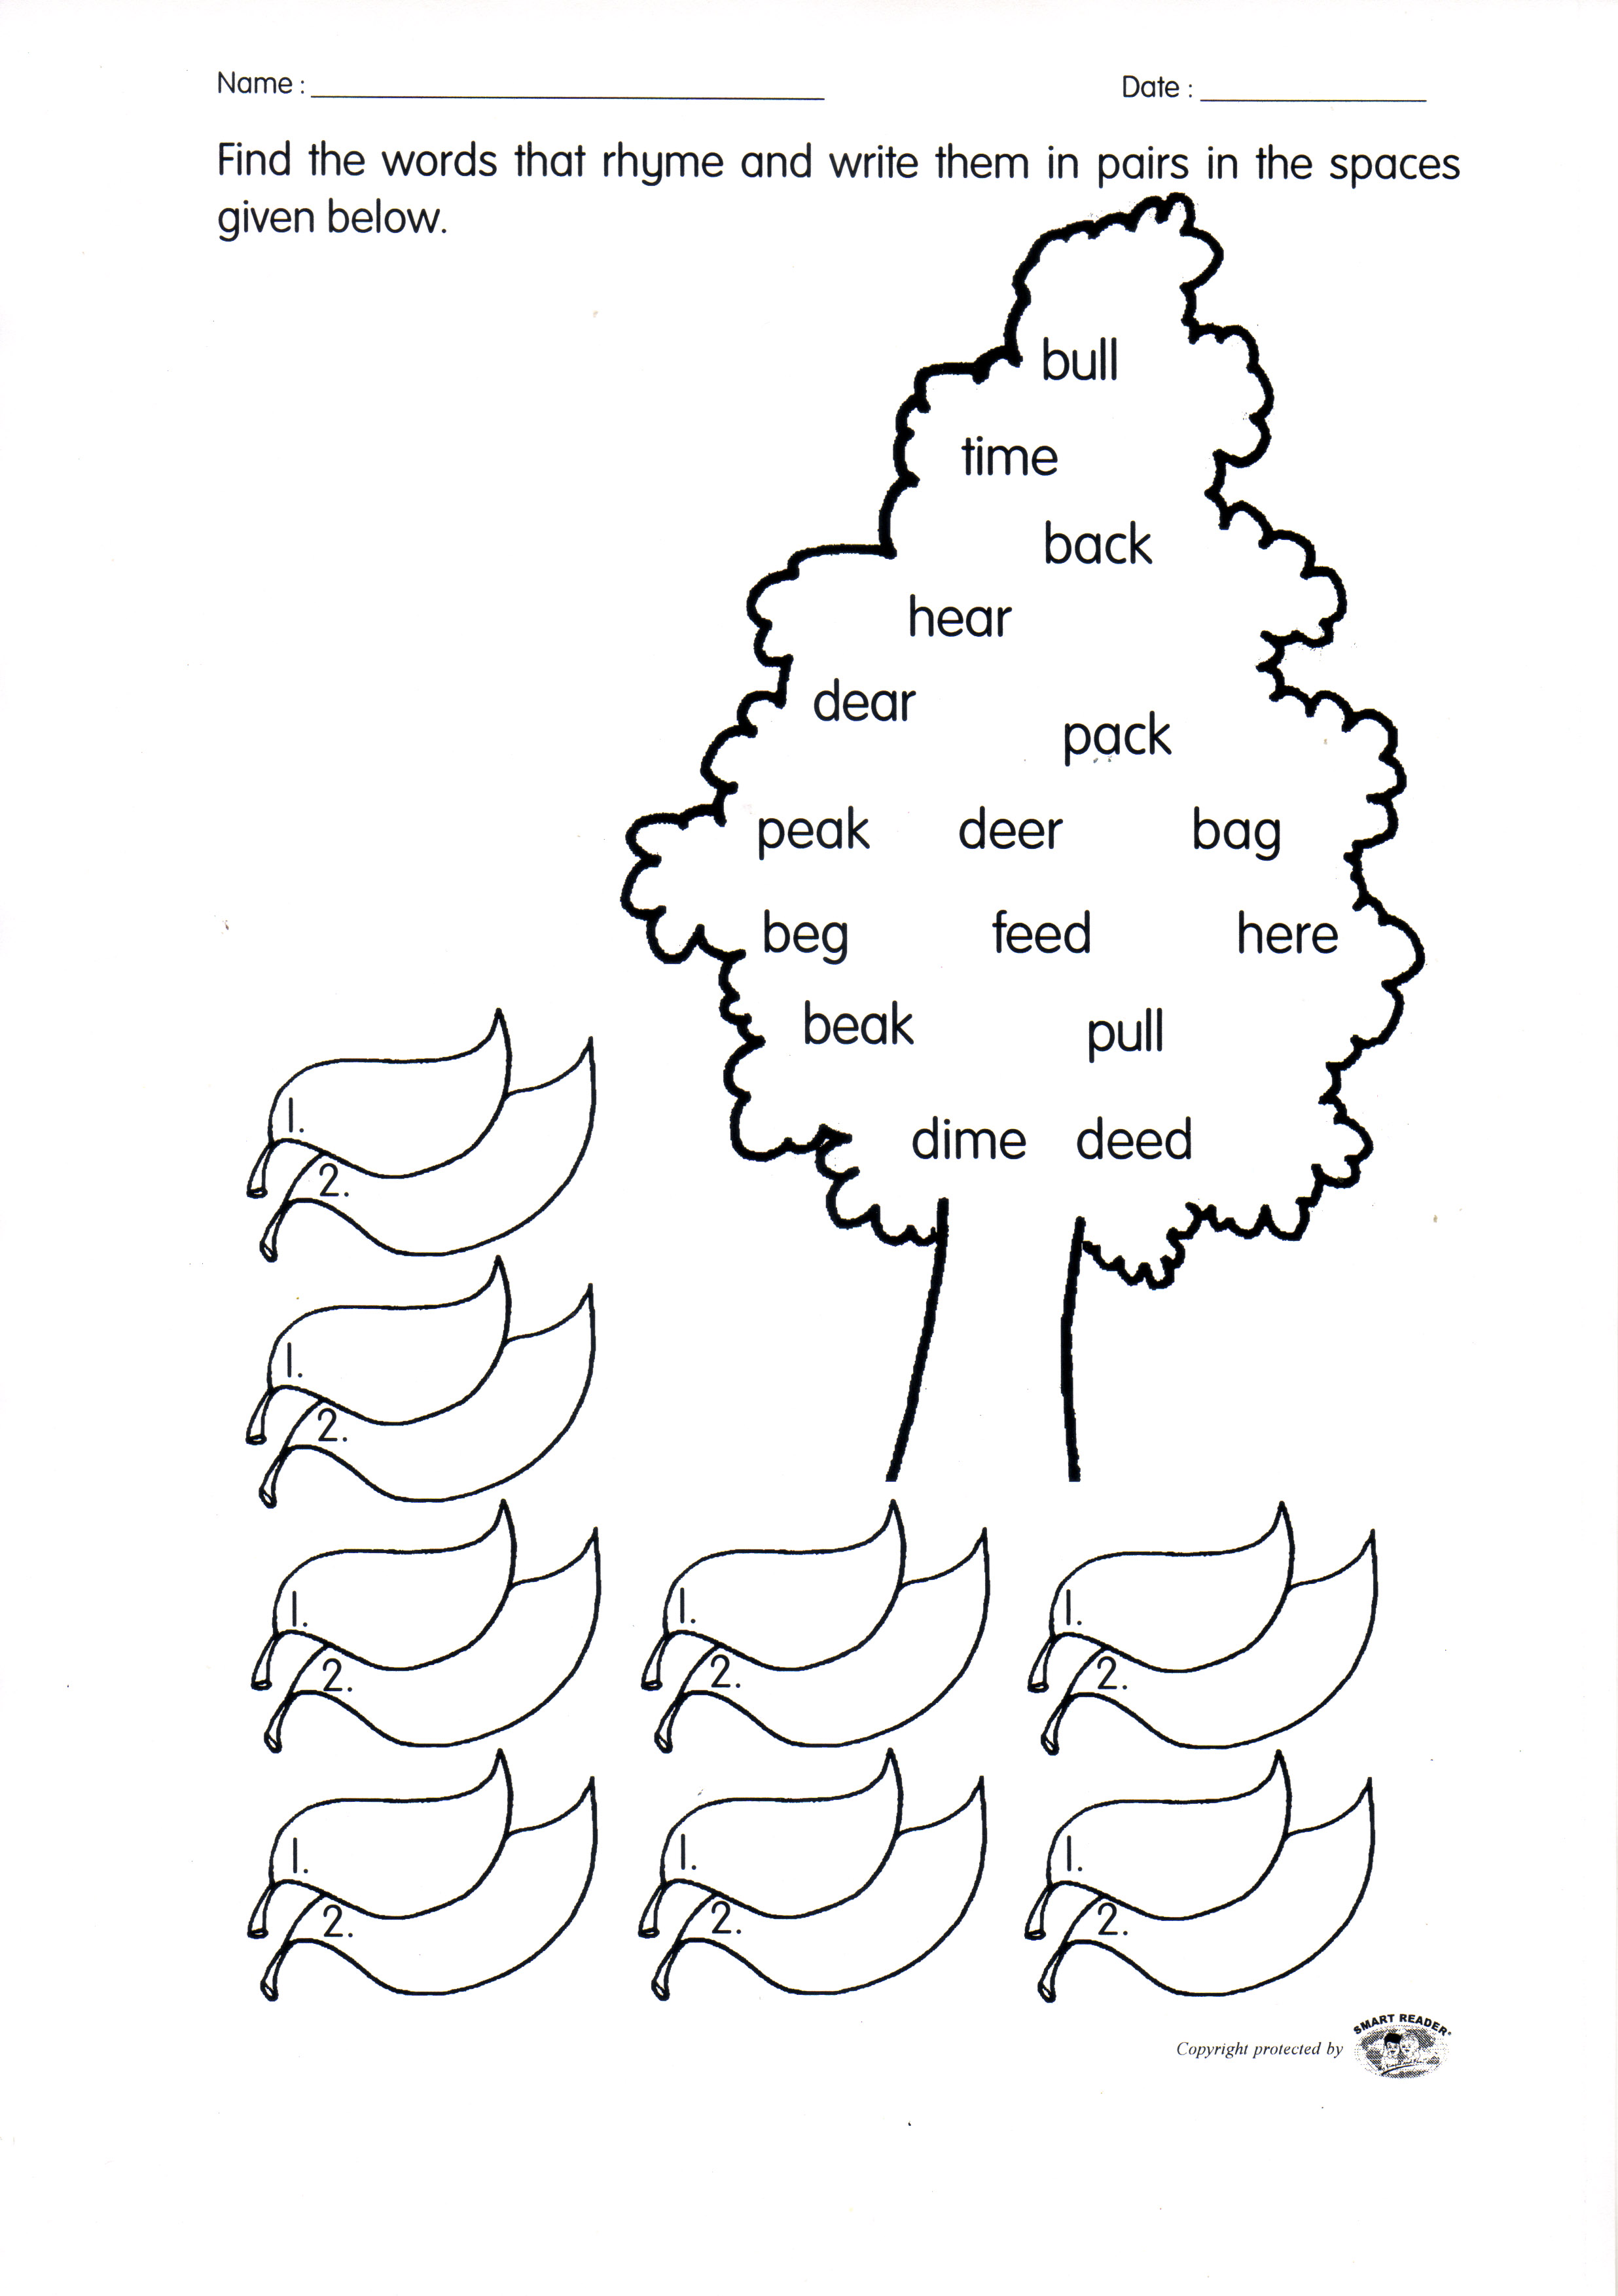 Name :
Date :
Find the words that rhyme and write them in pairs in the spaces
given below.
bull
time
back
hear
dear
pack
peak deer bag
beg feed here
beak pull
dime deed
1.
2.
1.
2.
1. 1. 1.
2. 2. 2.
1. 1. 1.
2. 2. 2.
Copyright protected by
SMART READER®